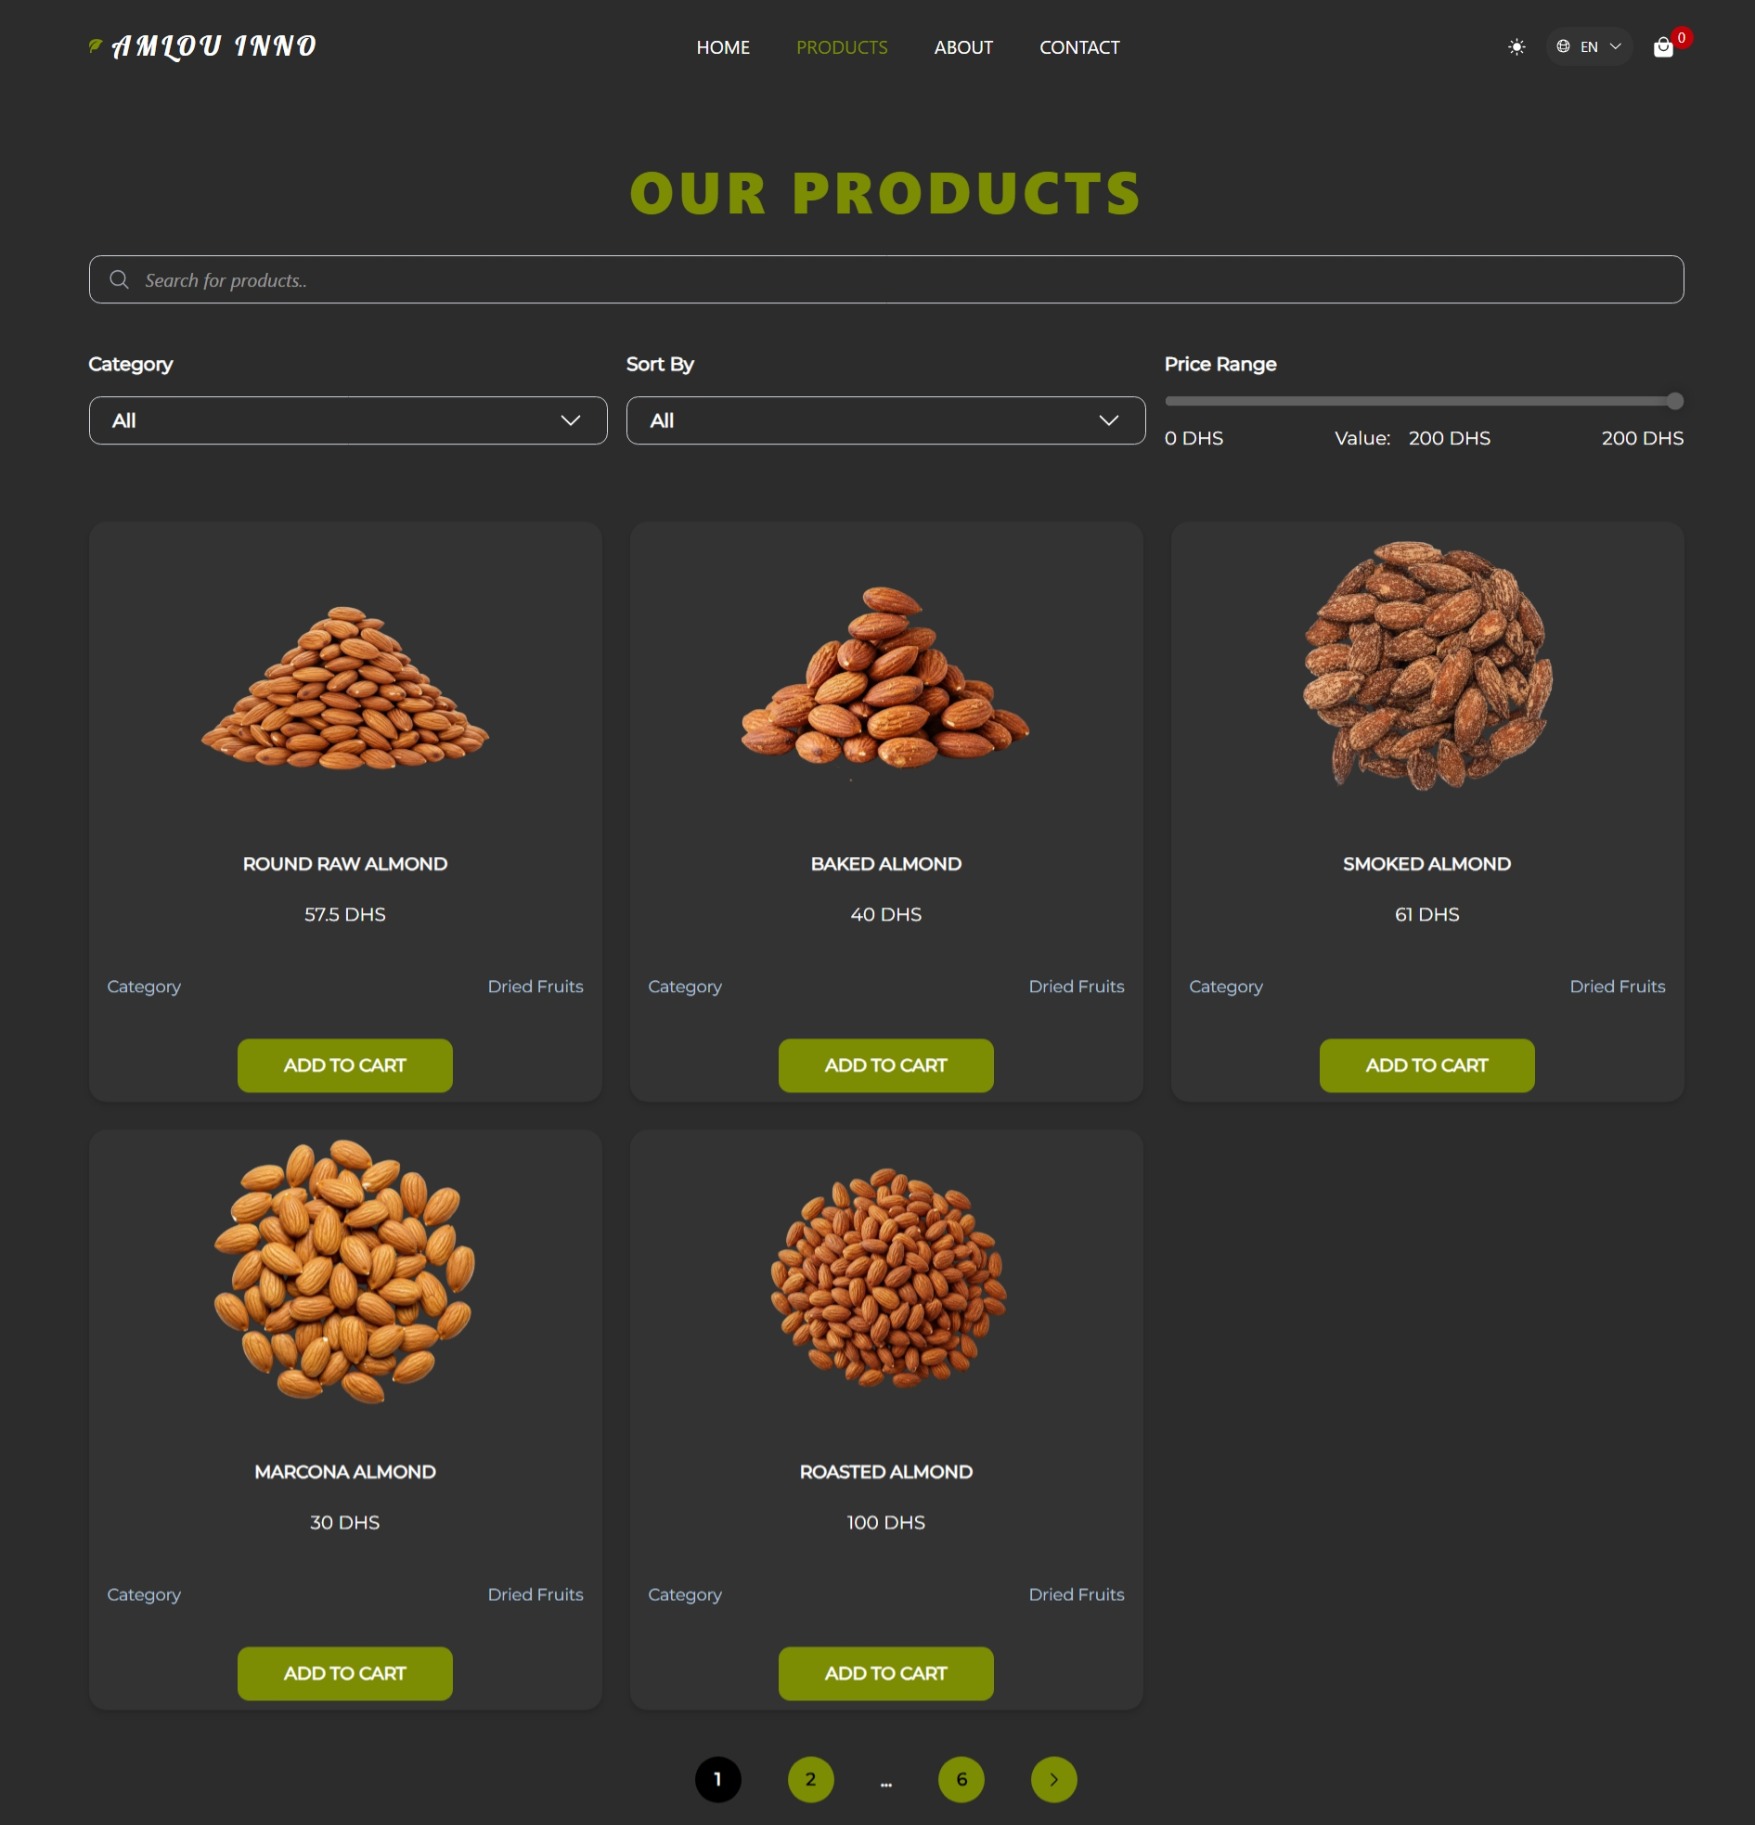 AMLOU INNO
HOME PRODUCTS ABOUT CONTACT
EN
0
OUR PRODUCTS
Search for products..
Category
All
Sort By
All
Price Range
0 DHS Value: 200 DHS 200 DHS
ROUND RAW ALMOND
57.5 DHS
Category Dried Fruits
ADD TO CART
BAKED ALMOND
40 DHS
Category Dried Fruits
ADD TO CART
SMOKED ALMOND
61 DHS
Category Dried Fruits
ADD TO CART
MARCONA ALMOND
30 DHS
Category Dried Fruits
ADD TO CART
ROASTED ALMOND
100 DHS
Category Dried Fruits
ADD TO CART
1 2 ... 6